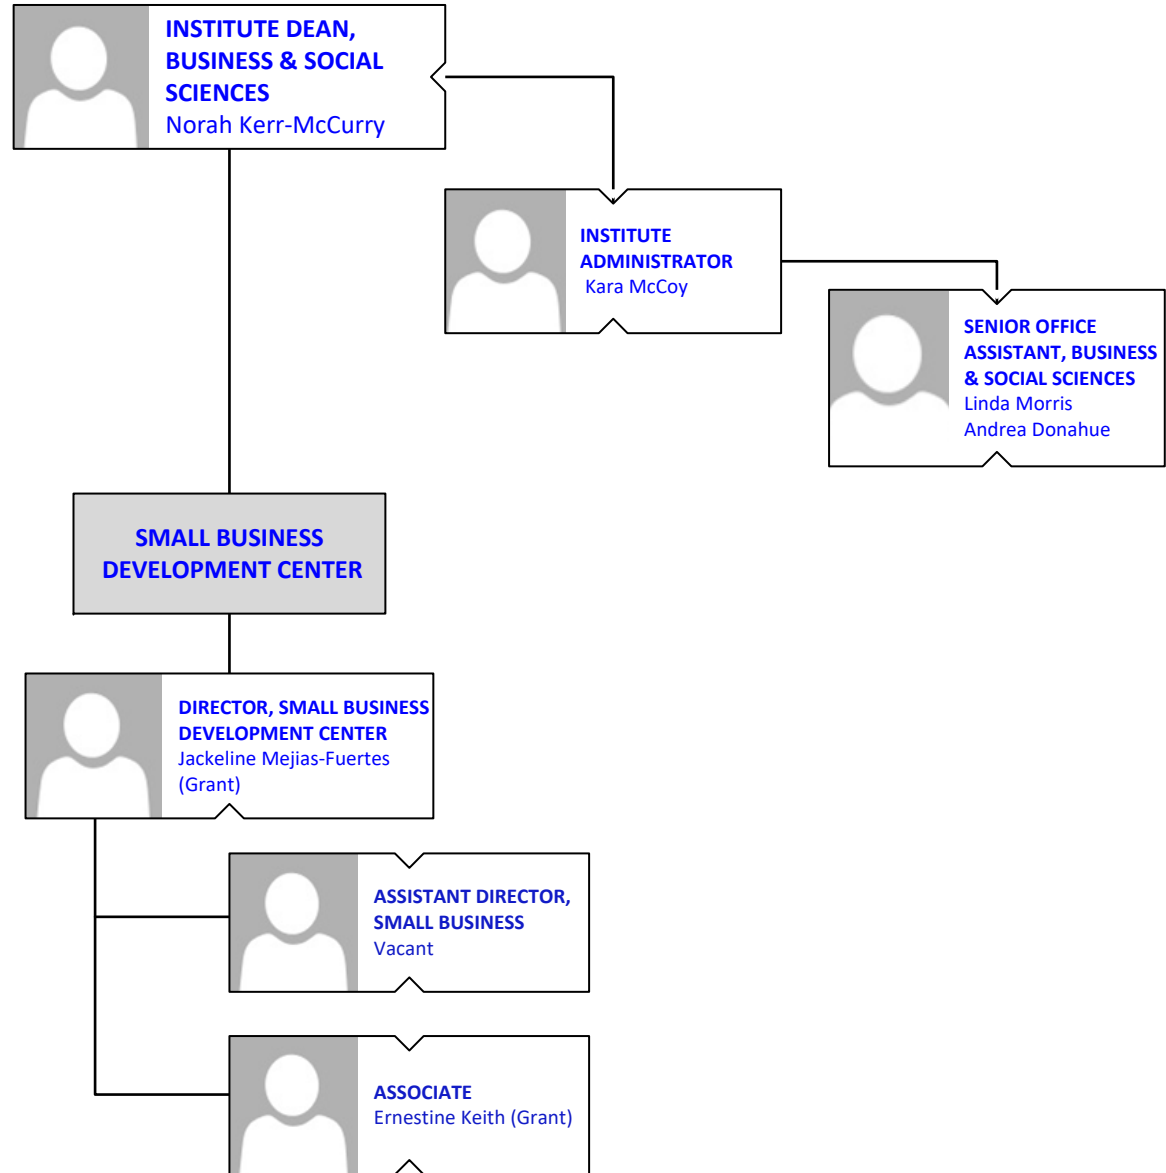 INSTITUTE DEAN,
BUSINESS & SOCIAL
SCIENCES
Norah Kerr-McCurry
INSTITUTE
ADMINISTRATOR
Kara McCoy
SENIOR OFFICE
ASSISTANT, BUSINESS
& SOCIAL SCIENCES
Linda Morris
Andrea Donahue
SMALL BUSINESS
DEVELOPMENT CENTER
DIRECTOR, SMALL BUSINESS
DEVELOPMENT CENTER
Jackeline Mejias-Fuertes
(Grant)
ASSISTANT DIRECTOR,
SMALL BUSINESS
Vacant
ASSOCIATE
Ernestine Keith (Grant)